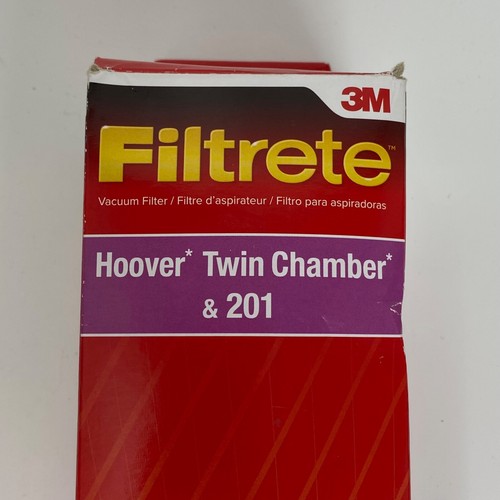 3M
Filtrete™
Vacuum Filter / Filtre d'aspirateur / Filtro para aspiradoras
Hoover* Twin Chamber*
& 201